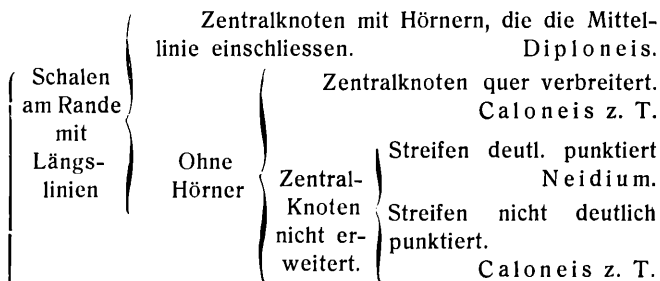 Zentralknoten mit Hörnern, die die Mittel-
linie einschliessen. Diploneis.
Schalen
am Rande
mit
Längs-
linien
Ohne
Hörner
Zentralknoten quer verbreitert.
Caloneis z. T.
Zentral-
Knoten
nicht er-
weitert.
Streifen deutl. punktiert
Neidium.
Streifen nicht deutlich
punktiert.
Caloneis z. T.